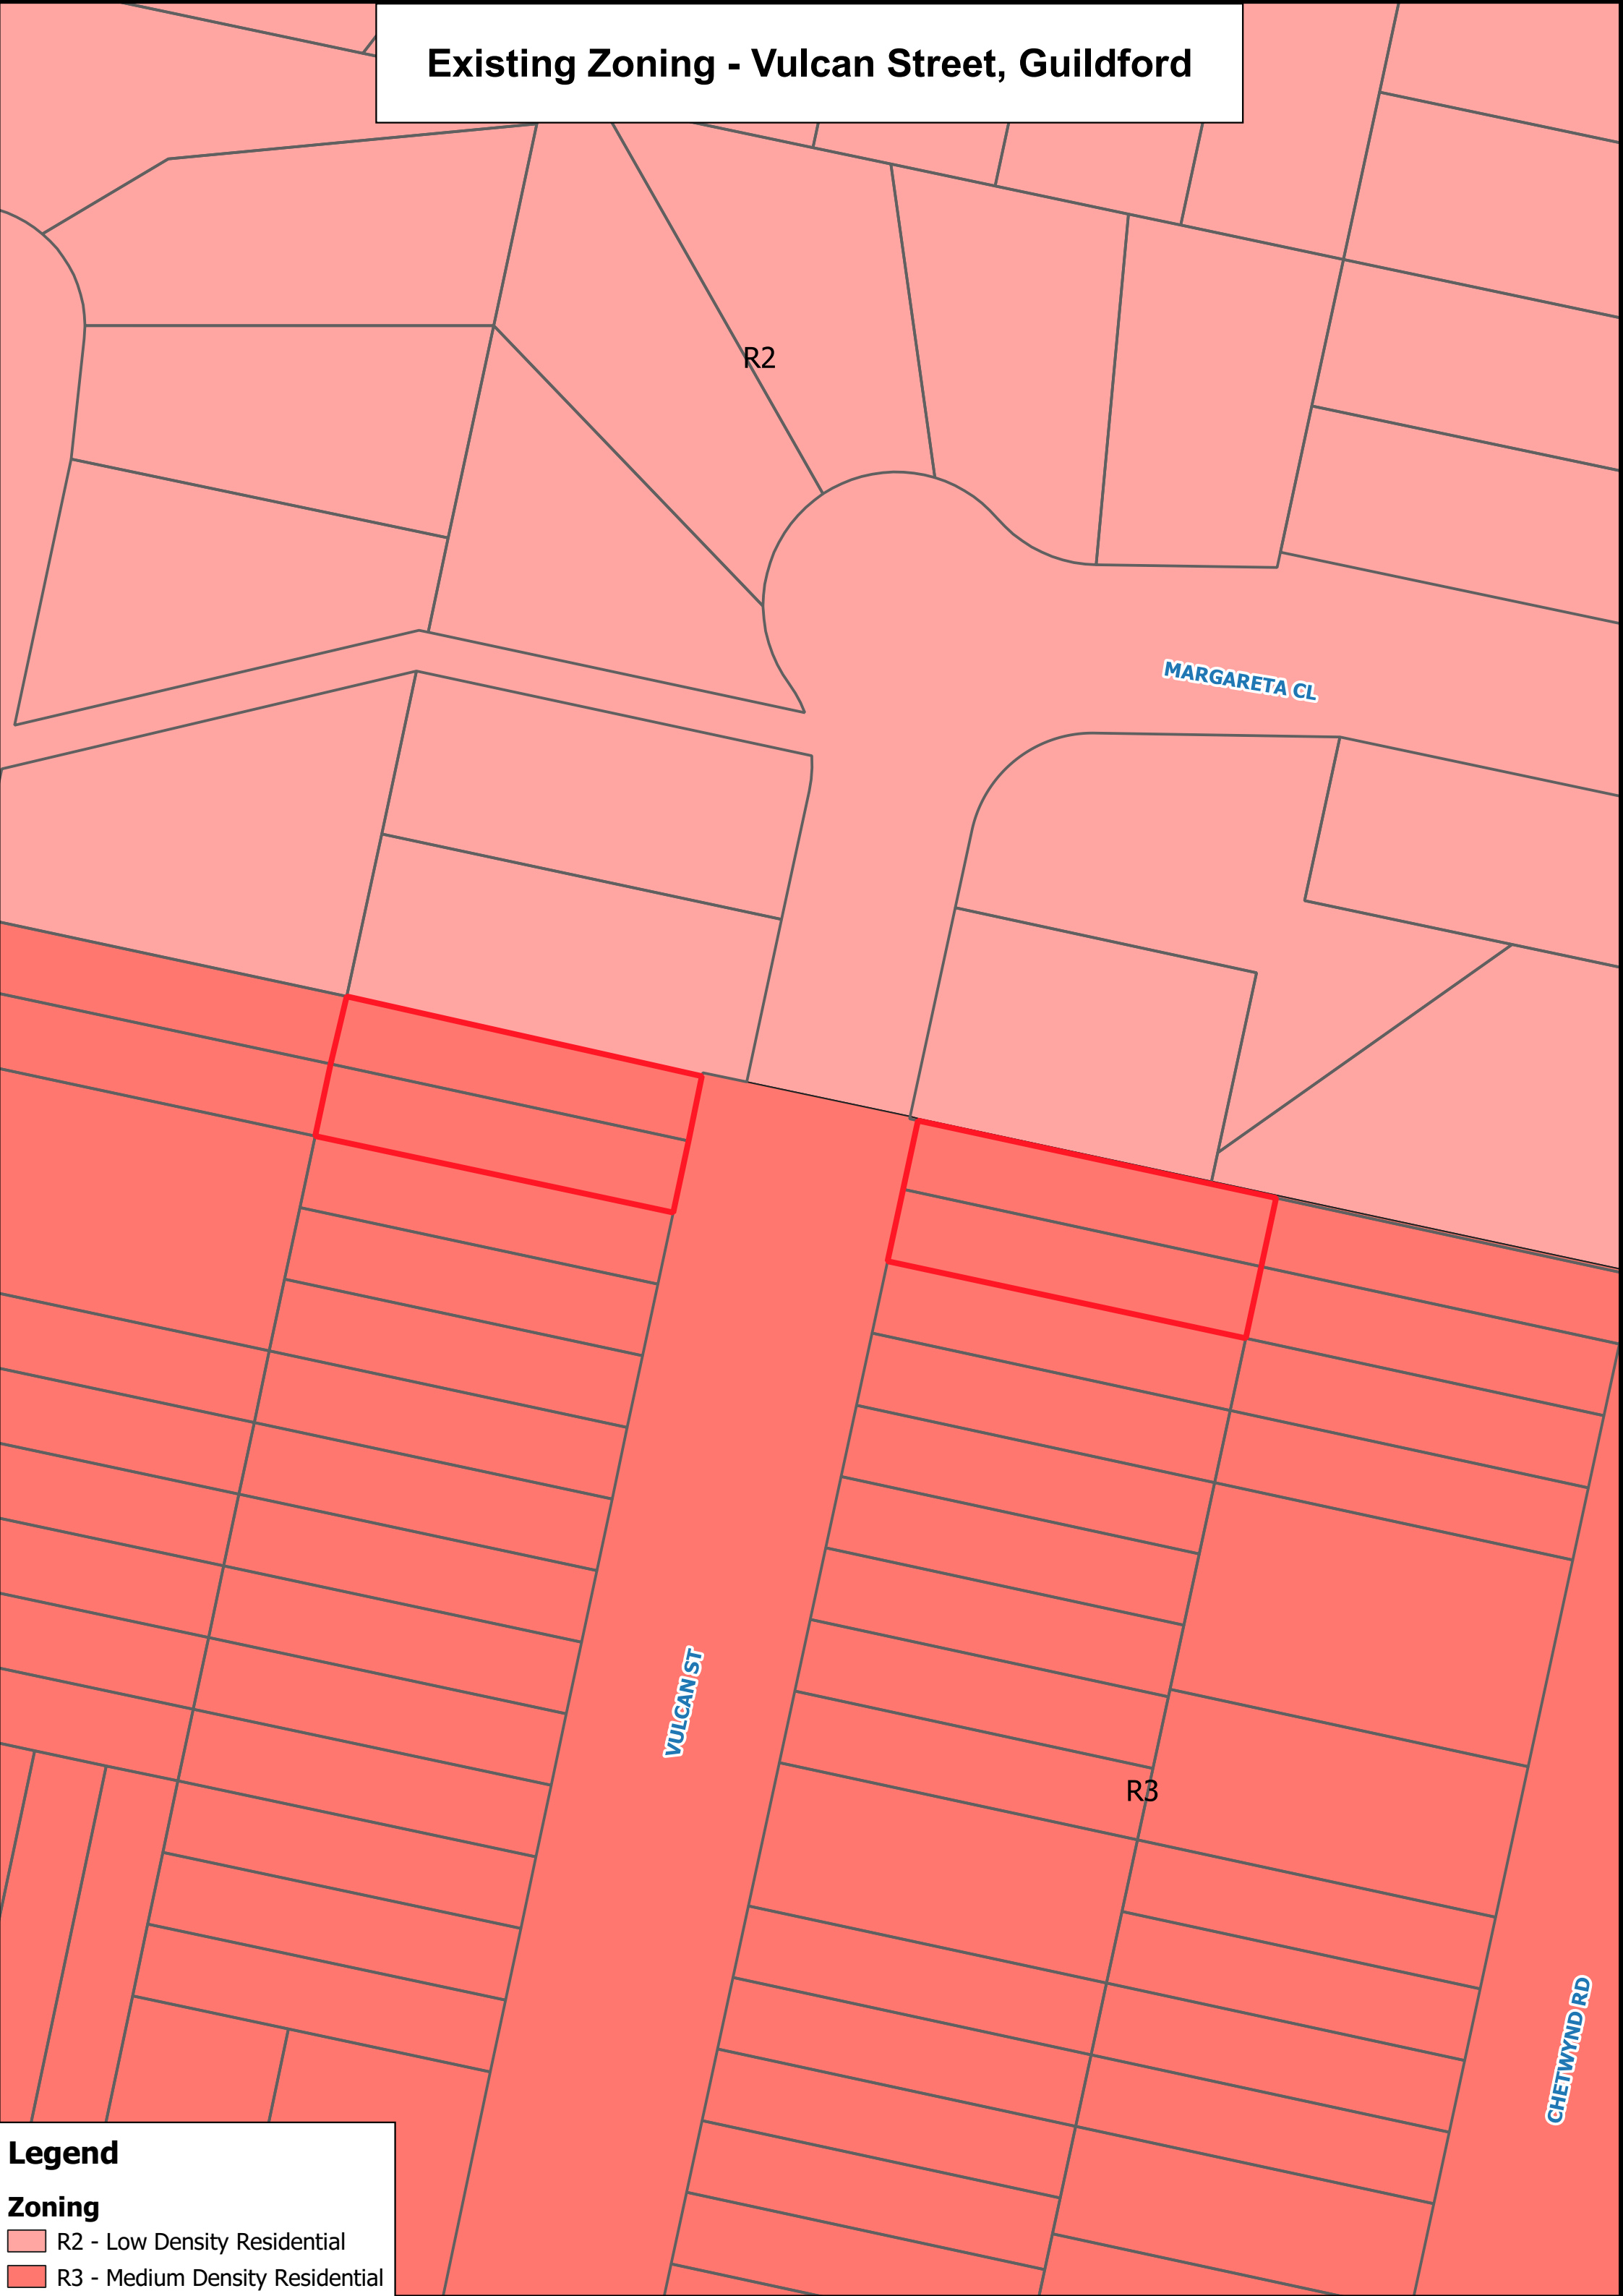 Existing Zoning - Vulcan Street, Guildford
R2
MARGARETA CL
VULCAN ST
R3
CHETWYND RD
Legend
Zoning
R2 - Low Density Residential
R3 - Medium Density Residential